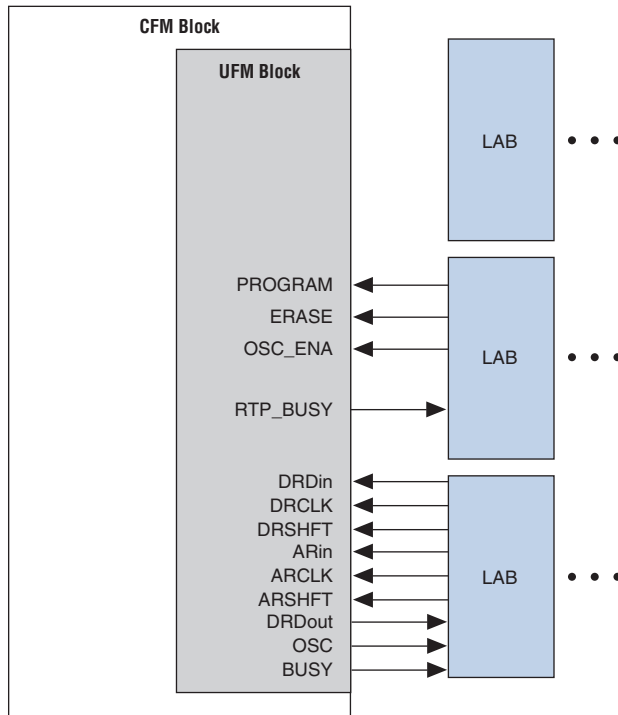 CFM Block
UFM Block
LAB
PROGRAM
ERASE
OSC_ENA
LAB
RTP_BUSY
DRDin
DRCLK
DRSHFT
ARin
ARCLK
LAB
ARSHFT
DRDout
OSC
BUSY